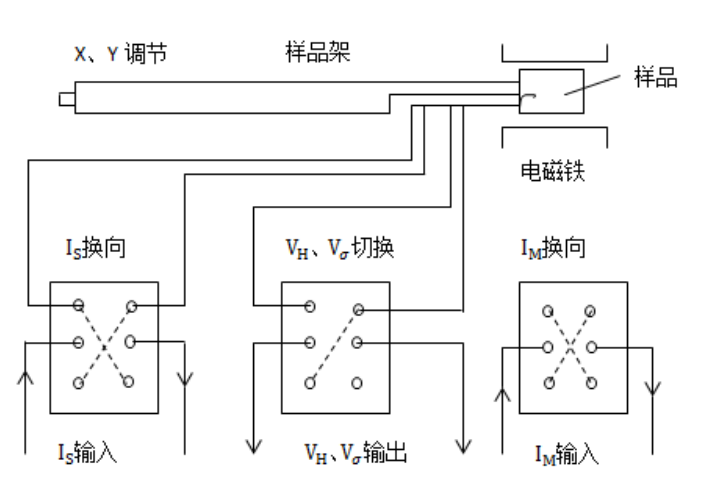 X、Y 调节
样品架
样品
电磁铁
IS换向
VH、Vσ切换
IM换向
IS输入
VH、Vσ输出
IM输入